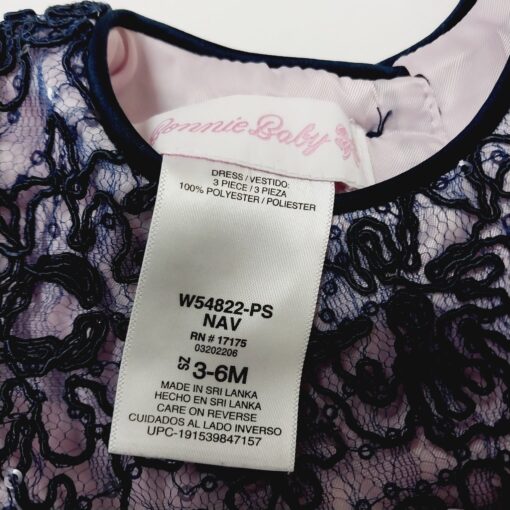 Bonnie Baby
DRESS / VESTIDO:
3 PIECE / 3 PIEZA
100% POLYESTER / POLIESTER
W54822-PS
NAV
RN # 17175
03202206
SZ 3-6M
MADE IN SRI LANKA
HECHO EN SRI LANKA
CARE ON REVERSE
CUIDADOS AL LADO INVERSO
UPC-191539847157